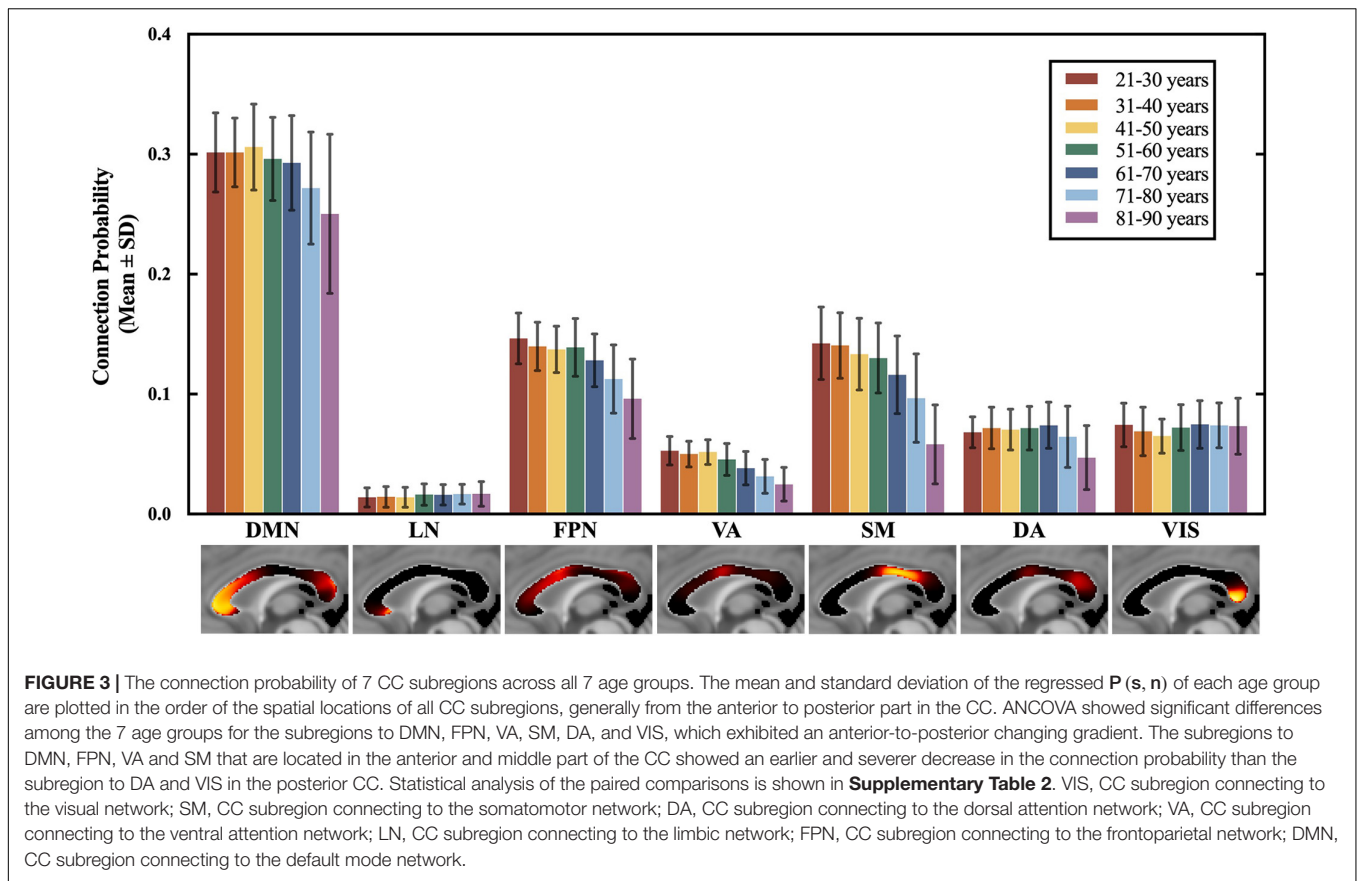 0.4
0.3
0.2
0.1
0.0
Connection Probability
(Mean ± SD)
21-30 years
31-40 years
41-50 years
51-60 years
61-70 years
71-80 years
81-90 years
DMN LN FPN VA SM DA VIS
FIGURE 3 | The connection probability of 7 CC subregions across all 7 age groups. The mean and standard deviation of the regressed P (s, n) of each age group
are plotted in the order of the spatial locations of all CC subregions, generally from the anterior to posterior part in the CC. ANCOVA showed significant differences
among the 7 age groups for the subregions to DMN, FPN, VA, SM, DA, and VIS, which exhibited an anterior-to-posterior changing gradient. The subregions to
DMN, FPN, VA and SM that are located in the anterior and middle part of the CC showed an earlier and severer decrease in the connection probability than the
subregion to DA and VIS in the posterior CC. Statistical analysis of the paired comparisons is shown in Supplementary Table 2. VIS, CC subregion connecting to
the visual network; SM, CC subregion connecting to the somatomotor network; DA, CC subregion connecting to the dorsal attention network; VA, CC subregion
connecting to the ventral attention network; LN, CC subregion connecting to the limbic network; FPN, CC subregion connecting to the frontoparietal network; DMN,
CC subregion connecting to the default mode network.